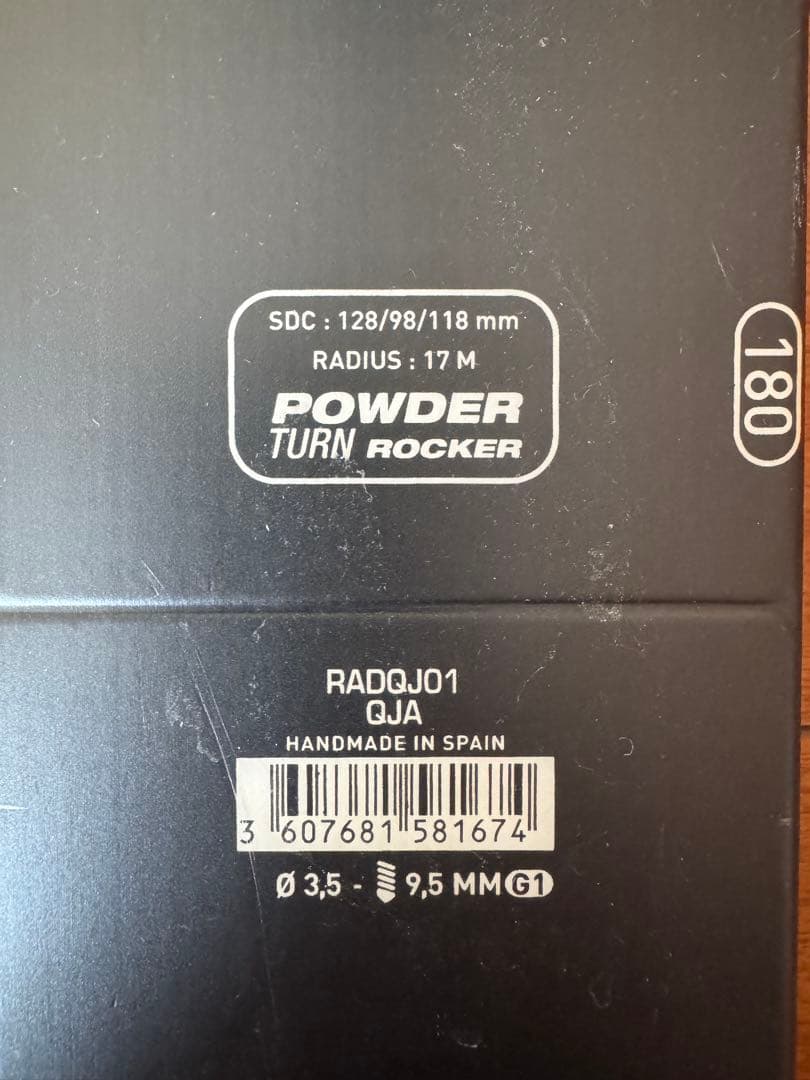 SDC : 128/98/118 mm
RADIUS : 17 M
POWDER
TURN ROCKER
180
RADQJ01
QJA
HANDMADE IN SPAIN
3 607681 581674
Ø 3,5 - 9,5 MM G1